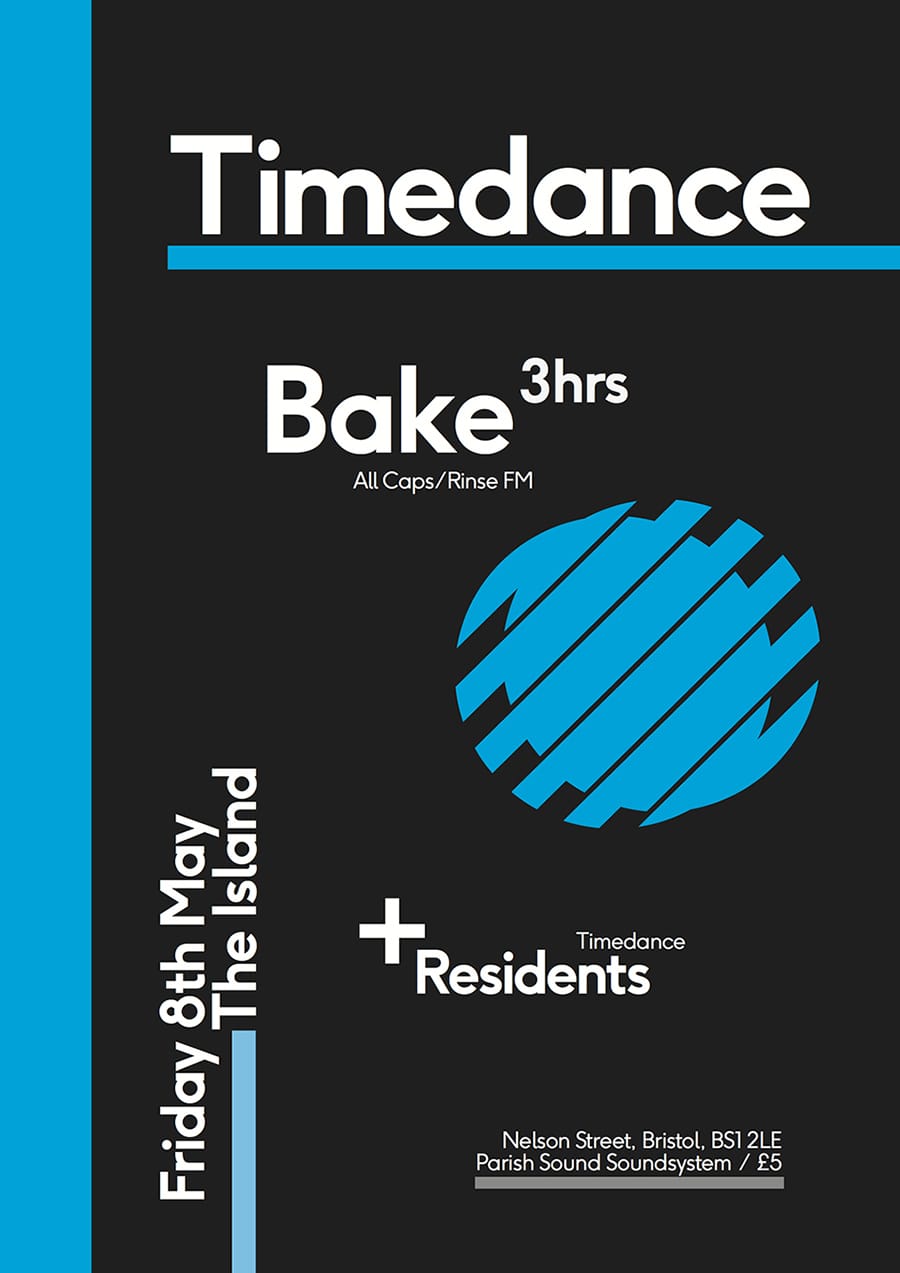 Timedance
Bake 3hrs
All Caps/Rinse FM
Friday 8th May
The Island
+
Timedance
Residents
Nelson Street, Bristol, BS1 2LE
Parish Sound Soundsystem / £5